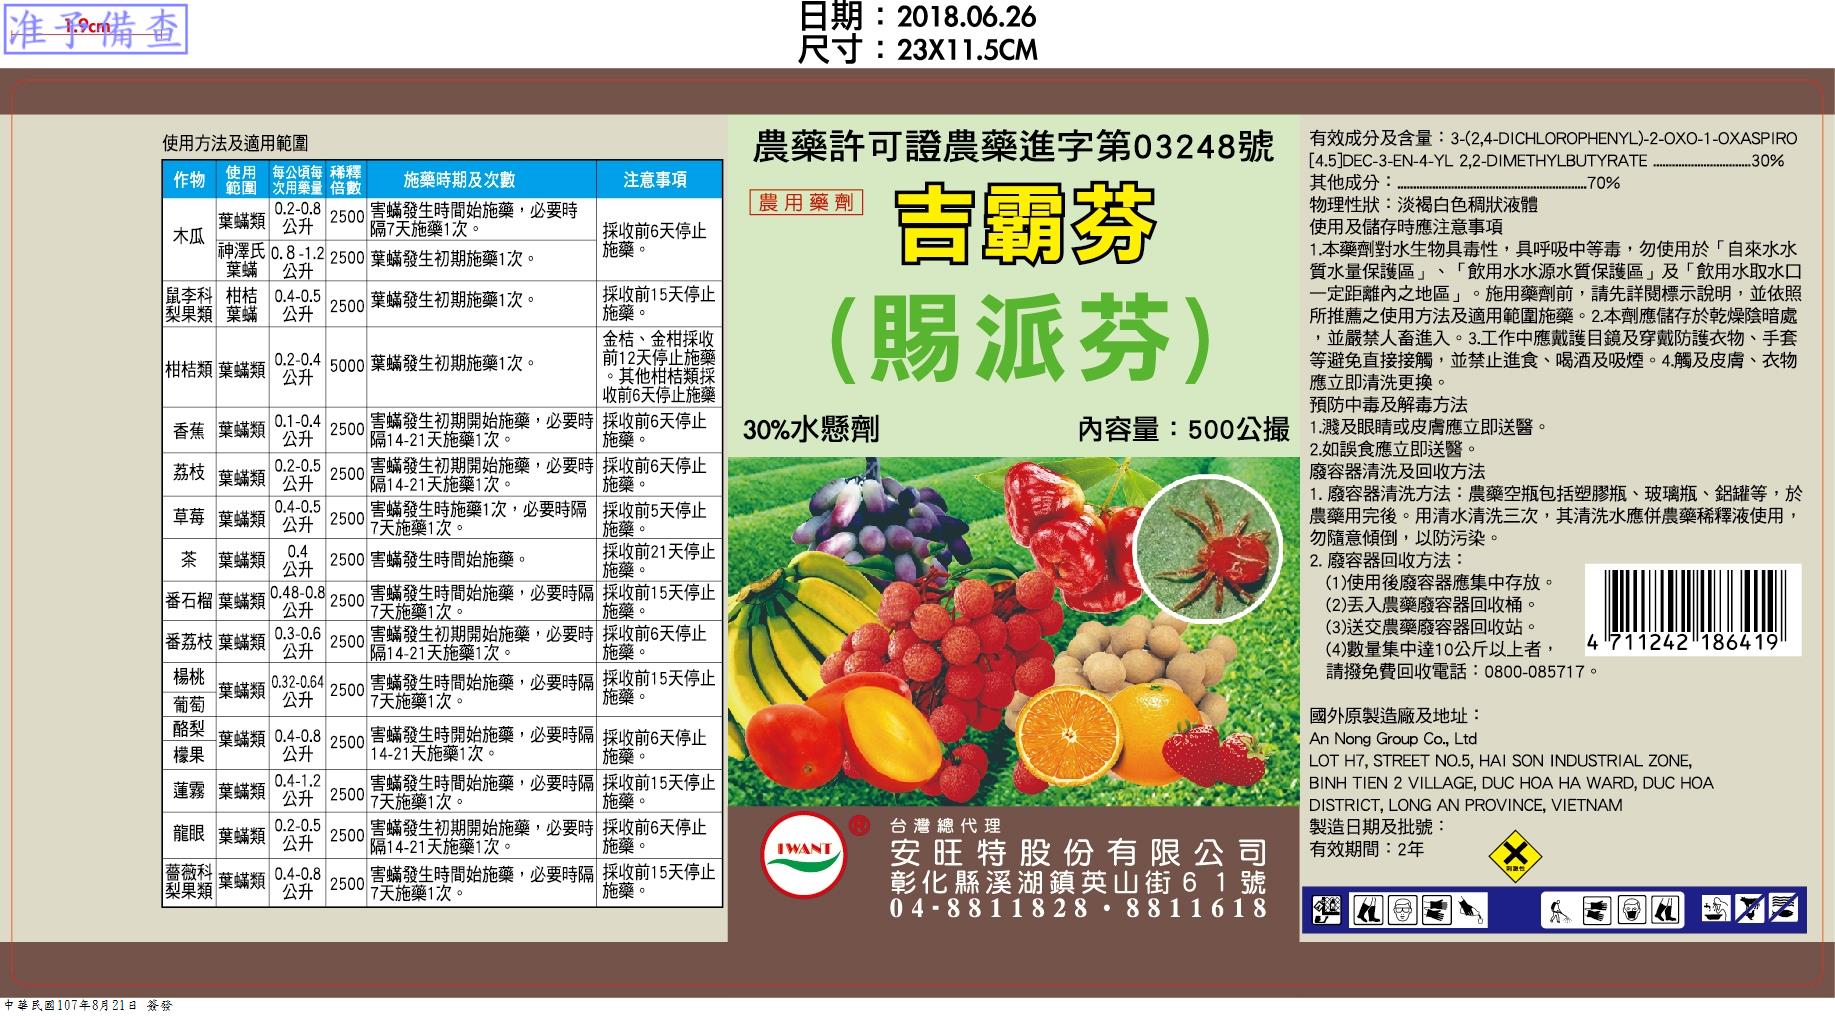 准予備查
1.9cm
日期：2018.06.26
尺寸：23X11.5CM
使用方法及適用範圍
作物 使用範圍 每公頃每次用藥量 稀釋倍數 施藥時期及次數 注意事項
木瓜 葉蟎類 0.2-0.8公升 2500 害蟎發生時間始施藥，必要時隔7天施藥1次。 採收前6天停止施藥。
神澤氏葉蟎 0.8-1.2公升 2500 葉蟎發生初期施藥1次。
鼠李科梨果類 柑桔葉蟎 0.4-0.5公升 2500 葉蟎發生初期施藥1次。 採收前15天停止施藥。
柑桔類 葉蟎類 0.2-0.4公升 5000 葉蟎發生初期施藥1次。 金桔、金柑採收前12天停止施藥。其他柑桔類採收前6天停止施藥
香蕉 葉蟎類 0.1-0.4公升 2500 害蟎發生初期開始施藥，必要時隔14-21天施藥1次。 採收前6天停止施藥。
荔枝 葉蟎類 0.2-0.5公升 2500 害蟎發生初期開始施藥，必要時隔14-21天施藥1次。 採收前6天停止施藥。
草莓 葉蟎類 0.4-0.5公升 2500 害蟎發生時施藥1次，必要時隔7天施藥1次。 採收前5天停止施藥。
茶 葉蟎類 0.4公升 2500 害蟎發生時間始施藥。 採收前21天停止施藥。
番石榴 葉蟎類 0.48-0.8公升 2500 害蟎發生時間始施藥，必要時隔7天施藥1次。 採收前15天停止施藥。
番荔枝 葉蟎類 0.3-0.6公升 2500 害蟎發生初期開始施藥，必要時隔14-21天施藥1次。 採收前6天停止施藥。
楊桃 葉蟎類 0.32-0.64公升 2500 害蟎發生時間始施藥，必要時隔7天施藥1次。 採收前15天停止施藥。
葡萄
酪梨 葉蟎類 0.4-0.8公升 2500 害蟎發生時開始施藥，必要時隔14-21天施藥1次。 採收前6天停止施藥。
檬果
蓮霧 葉蟎類 0.4-1.2公升 2500 害蟎發生時間始施藥，必要時隔7天施藥1次。 採收前15天停止施藥。
龍眼 葉蟎類 0.2-0.5公升 2500 害蟎發生初期開始施藥，必要時隔14-21天施藥1次。 採收前6天停止施藥。
薔薇科梨果類 葉蟎類 0.4-0.8公升 2500 害蟎發生時間始施藥，必要時隔7天施藥1次。 採收前15天停止施藥。
農藥許可證農藥進字第03248號
農用藥劑
吉霸芬
(賜派芬)
30%水懸劑 內容量：500公撮
IWANT ®
台灣總代理
安旺特股份有限公司
彰化縣溪湖鎮英山街61號
04-8811828·8811618
有效成分及含量：3-(2,4-DICHLOROPHENYL)-2-OXO-1-OXASPIRO
[4.5]DEC-3-EN-4-YL 2,2-DIMETHYLBUTYRATE ..............................30%
其他成分：..........................................................70%
物理性狀：淡褐白色稠狀液體
使用及儲存時應注意事項
1.本藥劑對水生物具毒性，具呼吸中等毒，勿使用於「自來水水
質水量保護區」、「飲用水水源水質保護區」及「飲用水取水口
一定距離內之地區」。施用藥劑前，請先詳閱標示說明，並依照
所推薦之使用方法及適用範圍施藥。2.本劑應儲存於乾燥陰暗處
，並嚴禁人畜進入。3.工作中應戴護目鏡及穿戴防護衣物、手套
等避免直接接觸，並禁止進食、喝酒及吸煙。4.觸及皮膚、衣物
應立即清洗更換。
預防中毒及解毒方法
1.濺及眼睛或皮膚應立即送醫。
2.如誤食應立即送醫。
廢容器清洗及回收方法
1. 廢容器清洗方法：農藥空瓶包括塑膠瓶、玻璃瓶、鋁罐等，於
農藥用完後。用清水清洗三次，其清洗水應併農藥稀釋液使用，
勿隨意傾倒，以防污染。
2. 廢容器回收方法：
(1)使用後廢容器應集中存放。
(2)丟入農藥廢容器回收桶。
(3)送交農藥廢容器回收站。
(4)數量集中達10公斤以上者，
請撥免費回收電話：0800-085717。
4 711242 186419
國外原製造廠及地址：
An Nong Group Co., Ltd
LOT H7, STREET NO.5, HAI SON INDUSTRIAL ZONE,
BINH TIEN 2 VILLAGE, DUC HOA HA WARD, DUC HOA
DISTRICT, LONG AN PROVINCE, VIETNAM
製造日期及批號：
有效期間：2年
刺激性
中華民國107年8月21日 簽發